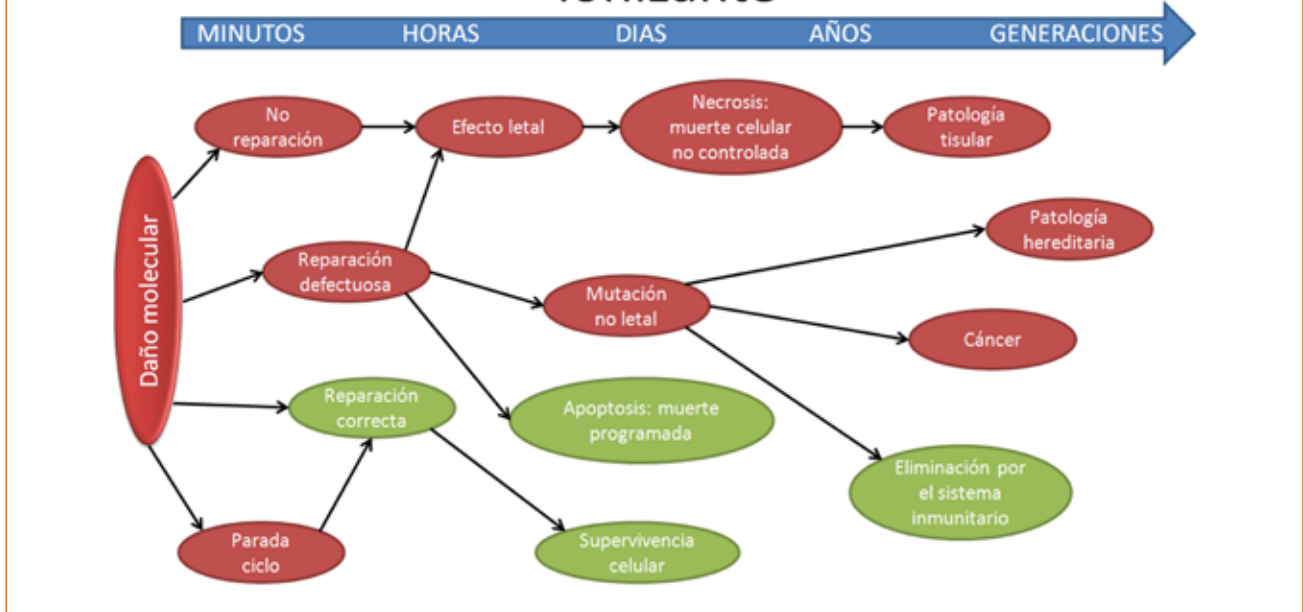 MINUTOS HORAS DIAS AÑOS GENERACIONES
No
reparación
Efecto letal
Necrosis:
muerte celular
no controlada
Patología
tisular
Daño molecular
Reparación
defectuosa
Mutación
no letal
Patología
hereditaria
Cáncer
Reparación
correcta
Apoptosis: muerte
programada
Eliminación por
el sistema
inmunitario
Parada
ciclo
Supervivencia
celular